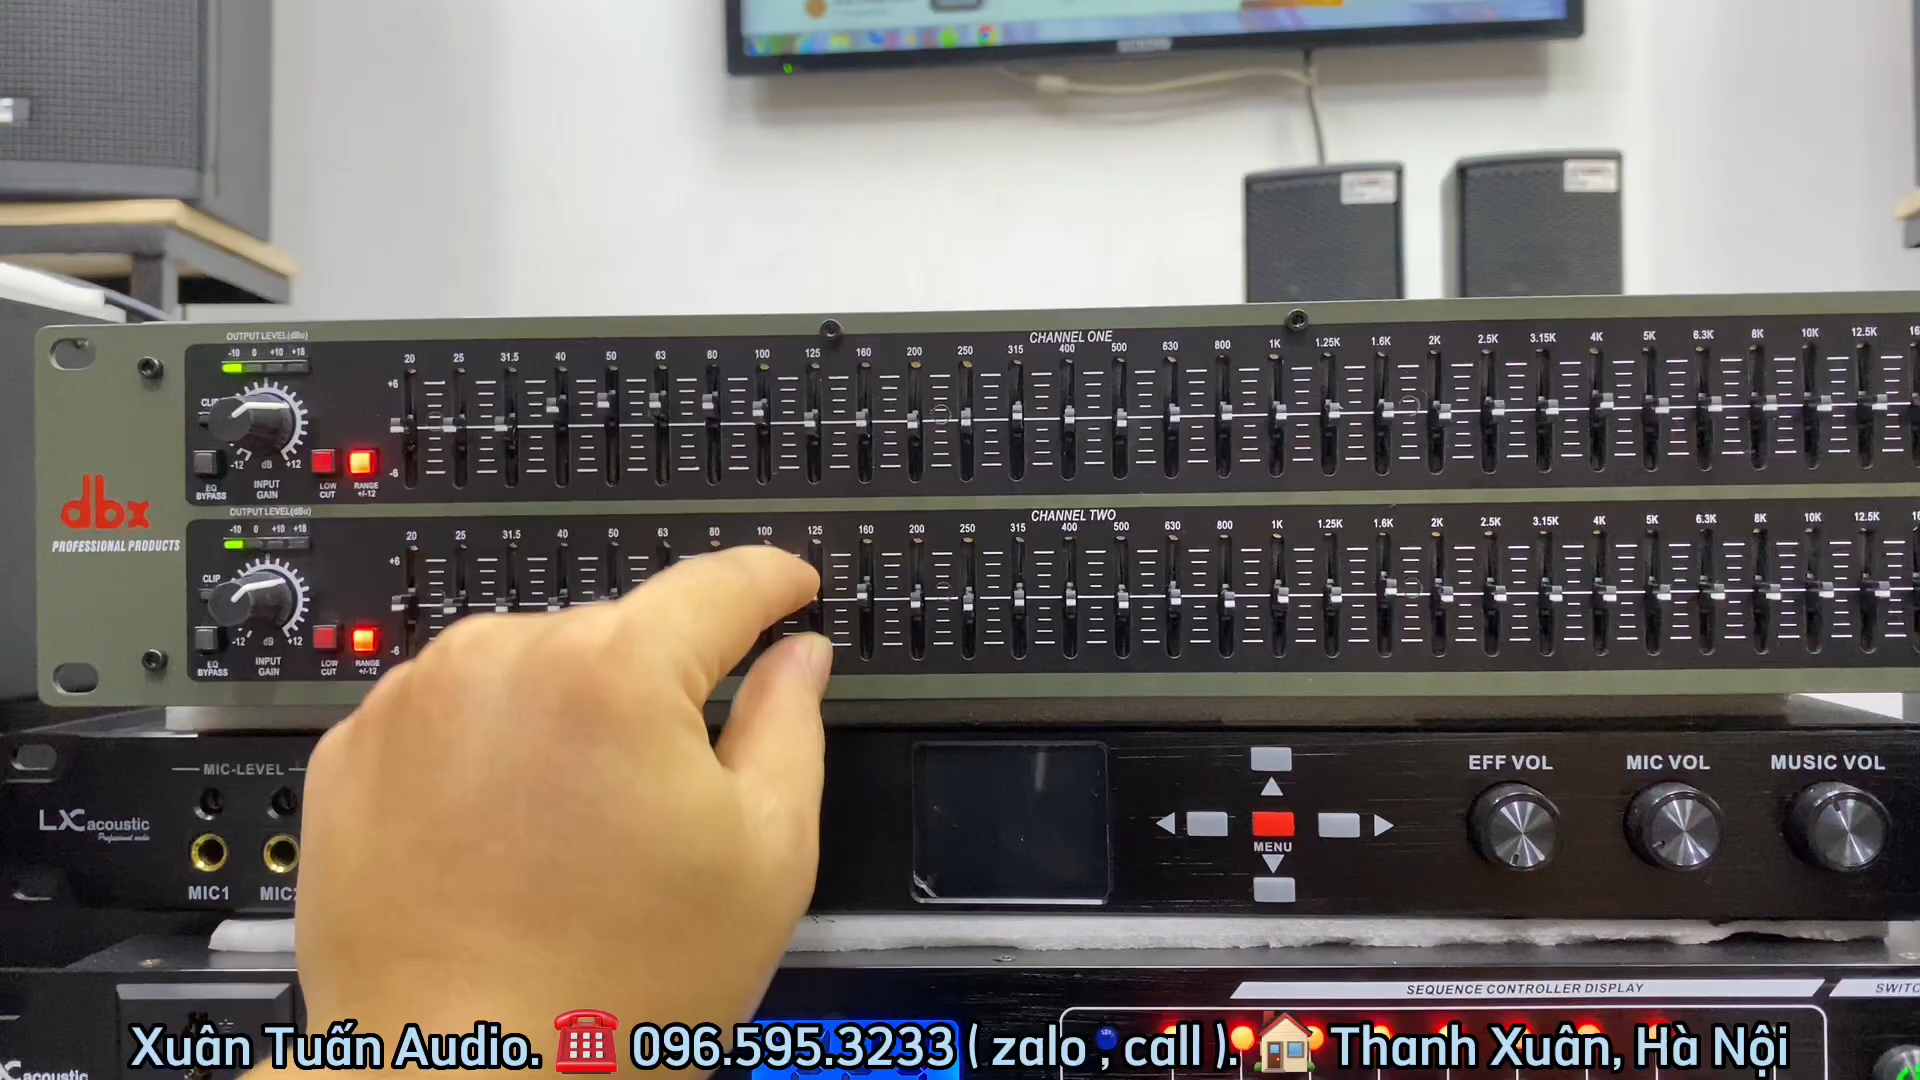 OUTPUT LEVEL(dBu)
-10 0 +10 +18
CHANNEL ONE
20 25 31.5 40 50 63 80 100 125 160 200 250 315 400 500 630 800 1K 1.25K 1.6K 2K 2.5K 3.15K 4K 5K 6.3K 8K 10K 12.5K
+6
CLIP
-12 dB +12
-6
EQ BYPASS
INPUT GAIN
LOW CUT
RANGE +/-12
dbx
PROFESSIONAL PRODUCTS
OUTPUT LEVEL(dBu)
-10 0 +10 +18
CHANNEL TWO
20 25 31.5 40 50 63 80 100 125 160 200 250 315 400 500 630 800 1K 1.25K 1.6K 2K 2.5K 3.15K 4K 5K 6.3K 8K 10K 12.5K
+6
CLIP
-12 dB +12
-6
EQ BYPASS
INPUT GAIN
LOW CUT
RANGE +/-12
MIC-LEVEL
EFF VOL MIC VOL MUSIC VOL
LX acoustic
Professional audio
MENU
MIC1
SEQUENCE CONTROLLER DISPLAY
acoustic
Xuân Tuấn Audio. ☎️ 096.595.3233 ( zalo , call ). 🏠 Thanh Xuân, Hà Nội